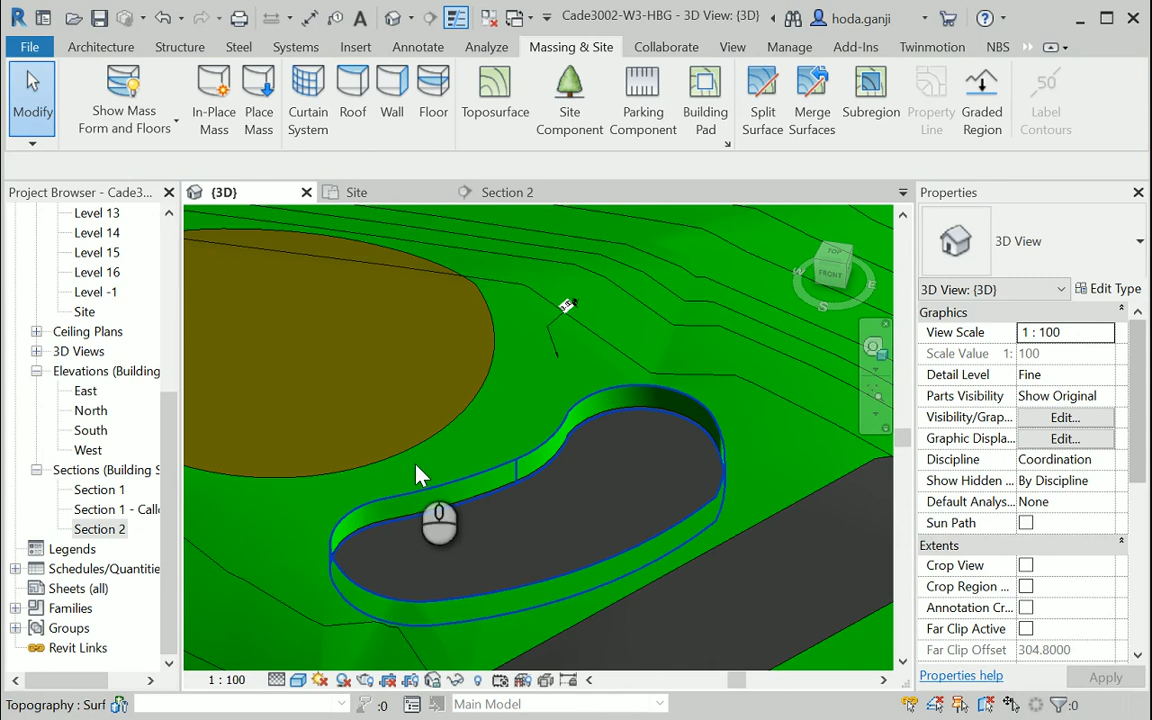 Cade3002-W3-HBG - 3D View: {3D}
hoda.ganji
File
Architecture
Structure
Steel
Systems
Insert
Annotate
Analyze
Massing & Site
Collaborate
View
Manage
Add-Ins
Twinmotion
NBS
Modify
Show Mass
Form and Floors
In-Place
Mass
Place
Mass
Curtain
System
Roof
Wall
Floor
Toposurface
Site
Component
Parking
Component
Building
Pad
Split
Surface
Merge
Surfaces
Subregion
Property
Line
Graded
Region
50
Label
Contours
Project Browser - Cade3...
{3D}
Site
Section 2
Properties
Level 13
Level 14
Level 15
Level 16
Level -1
Site
Ceiling Plans
3D Views
Elevations (Building
East
North
South
West
Sections (Building S
Section 1
Section 1 - Callo
Section 2
Legends
Schedules/Quantitie
Sheets (all)
Families
Groups
Revit Links
TOP
FRONT
W
S
E
0
3D View
3D View: {3D}
Edit Type
Graphics
View Scale
1 : 100
Scale Value 1:
100
Detail Level
Fine
Parts Visibility
Show Original
Visibility/Grap...
Edit...
Graphic Displa...
Edit...
Discipline
Coordination
Show Hidden ...
By Discipline
Default Analys...
None
Sun Path
Extents
Crop View
Crop Region ...
Annotation Cr...
Far Clip Active
Far Clip Offset
304.8000
Properties help
Apply
1 : 100
Topography : Surf
:0
Main Model
:0